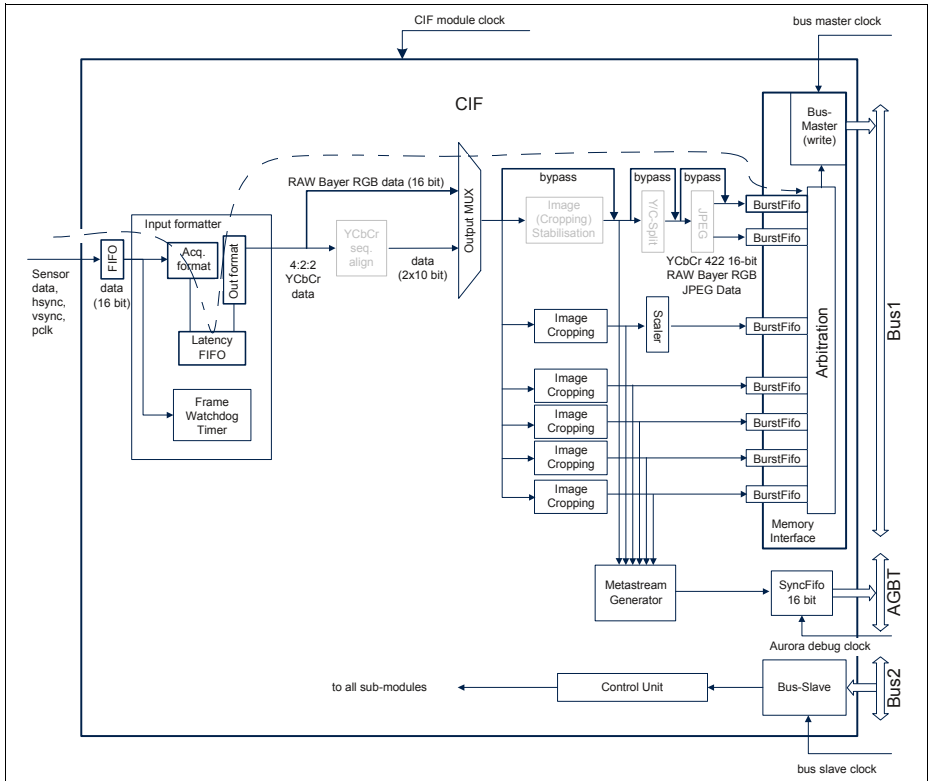 CIF module clock
bus master clock
CIF
Bus-
Master
(write)
Bus1
RAW Bayer RGB data (16 bit)
Output MUX
bypass
bypass
bypass
Image
(Cropping)
Stabilisation
Y/C-Split
JPEG
BurstFifo
BurstFifo
YCbCr 422 16-bit
RAW Bayer RGB
JPEG Data
Input formatter
FIFO
Acq.
format
Out format
Latency
FIFO
Frame
Watchdog
Timer
Sensor
data,
hsync,
vsync,
pclk
data
(16 bit)
4:2:2
YCbCr
data
YCbCr
seq.
align
data
(2x10 bit)
Image
Cropping
Scaler
BurstFifo
Arbitration
Image
Cropping
BurstFifo
Image
Cropping
BurstFifo
Image
Cropping
BurstFifo
Image
Cropping
BurstFifo
Memory
Interface
Metastream
Generator
SyncFifo
16 bit
AGBT
Aurora debug clock
to all sub-modules
Control Unit
Bus-Slave
Bus2
bus slave clock